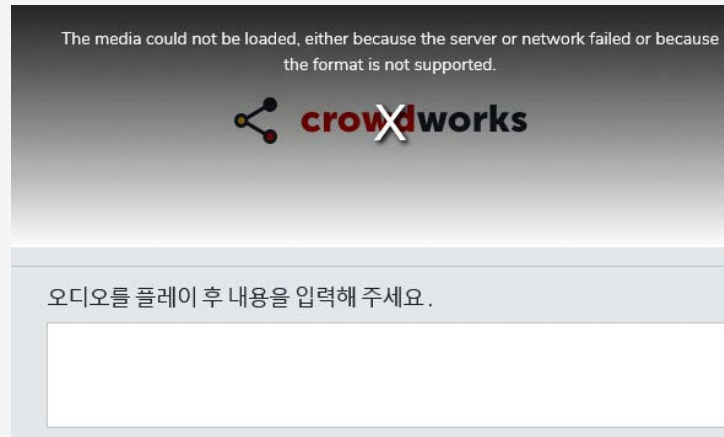 The media could not be loaded, either because the server or network failed or because
the format is not supported.
crowdworks
X
오디오를 플레이 후 내용을 입력해 주세요.